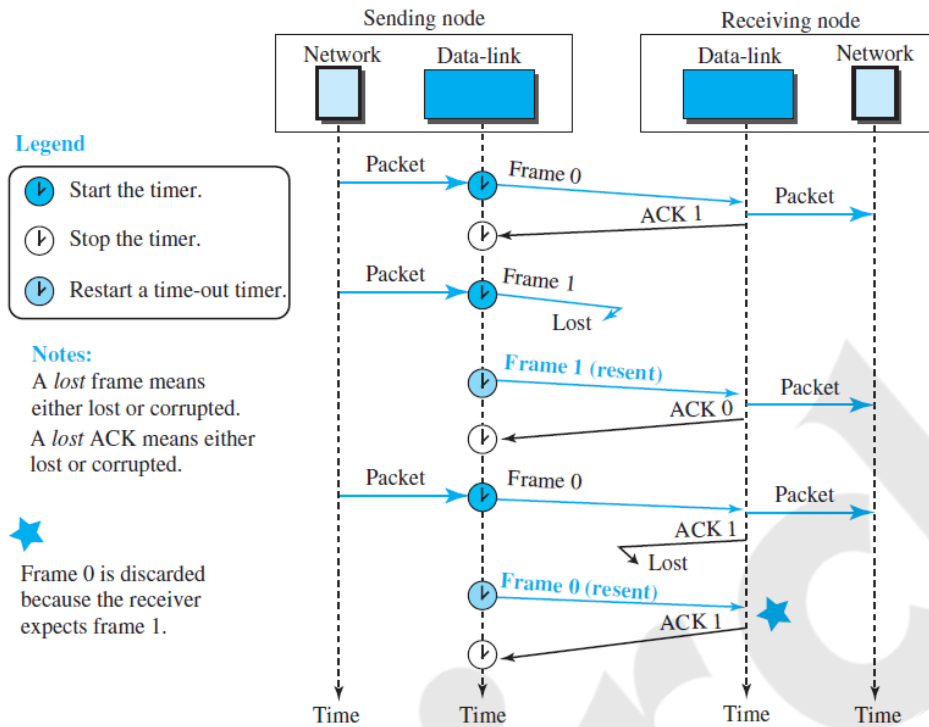 Sending node
Receiving node
Network
Data-link
Data-link
Network
Legend
Start the timer.
Stop the timer.
Restart a time-out timer.
Packet
Frame 0
Packet
ACK 1
Packet
Frame 1
Lost
Notes:
A lost frame means
either lost or corrupted.
A lost ACK means either
lost or corrupted.
Frame 1 (resent)
Packet
ACK 0
Packet
Frame 0
Packet
ACK 1
Lost
Frame 0 is discarded
because the receiver
expects frame 1.
Frame 0 (resent)
ACK 1
Time
Time
Time
Time